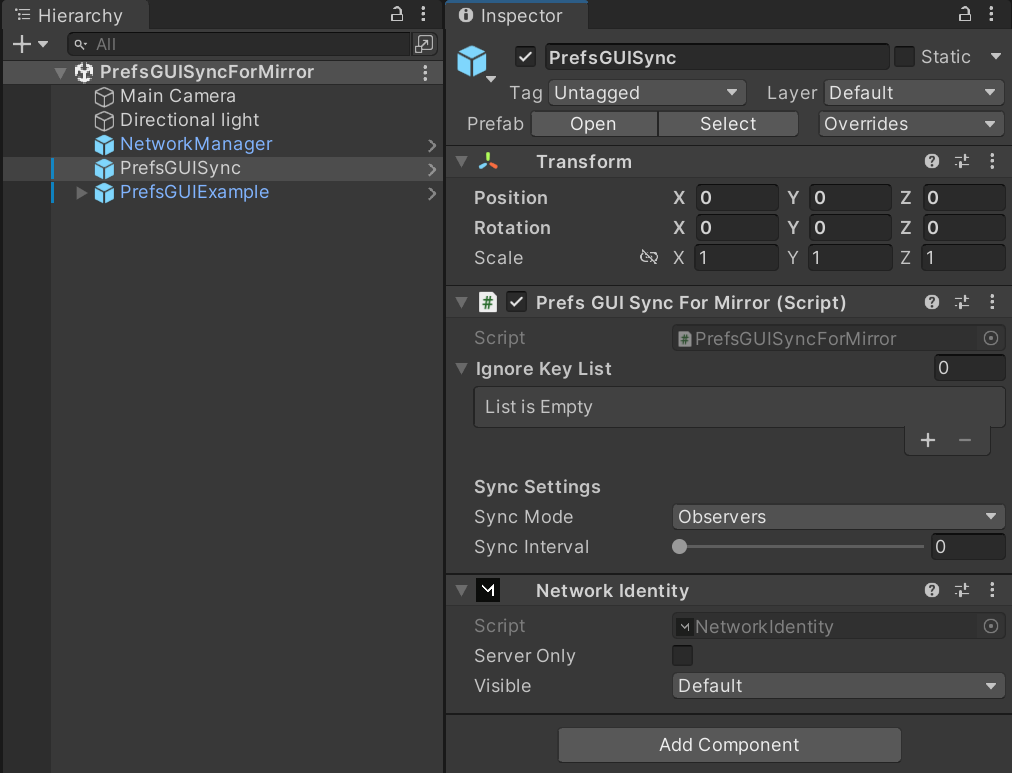 Hierarchy
All
PrefsGUISyncForMirror
Main Camera
Directional light
NetworkManager
PrefsGUISync
PrefsGUIExample
Inspector
PrefsGUISync Static
Tag Untagged Layer Default
Prefab Open Select Overrides
Transform
Position X 0 Y 0 Z 0
Rotation X 0 Y 0 Z 0
Scale X 1 Y 1 Z 1
# Prefs GUI Sync For Mirror (Script)
Script # PrefsGUISyncForMirror
Ignore Key List 0
List is Empty
Sync Settings
Sync Mode Observers
Sync Interval 0
Network Identity
Script NetworkIdentity
Server Only
Visible Default
Add Component